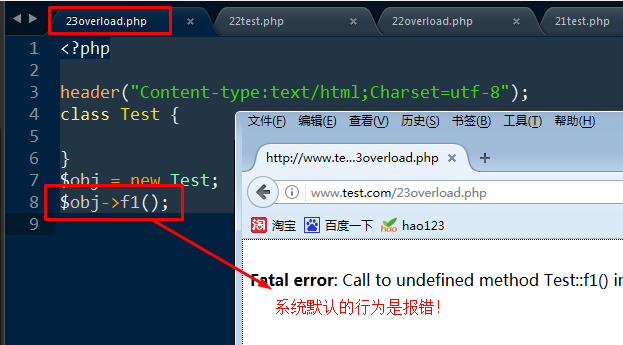 23overload.php
22test.php
22overload.php
21test.php
1 <?php
2
3 header("Content-type:text/html;Charset=utf-8");
4 class Test {
5
6 }
7 $obj = new Test;
8 $obj->f1();
9
文件(F) 编辑(E) 查看(V) 历史(S) 书签(B) 工具(T) 帮助(H)
http://www.te...3overload.php
www.test.com/23overload.php
淘宝 百度一下 hao123
Fatal error: Call to undefined method Test::f1() in
系统默认的行为是报错!